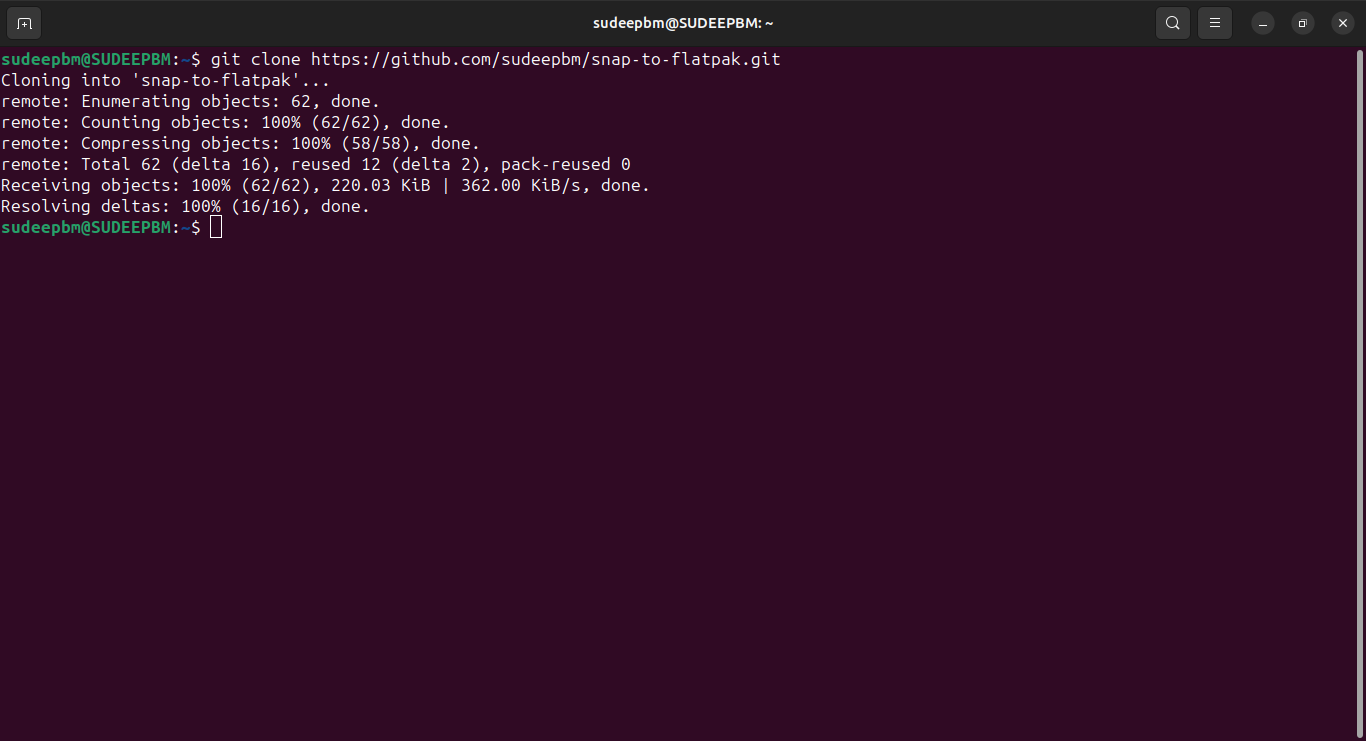 sudeepbm@SUDEEPBM: ~
sudeepbm@SUDEEPBM:~$ git clone https://github.com/sudeepbm/snap-to-flatpak.git
Cloning into 'snap-to-flatpak'...
remote: Enumerating objects: 62, done.
remote: Counting objects: 100% (62/62), done.
remote: Compressing objects: 100% (58/58), done.
remote: Total 62 (delta 16), reused 12 (delta 2), pack-reused 0
Receiving objects: 100% (62/62), 220.03 KiB | 362.00 KiB/s, done.
Resolving deltas: 100% (16/16), done.
sudeepbm@SUDEEPBM:~$